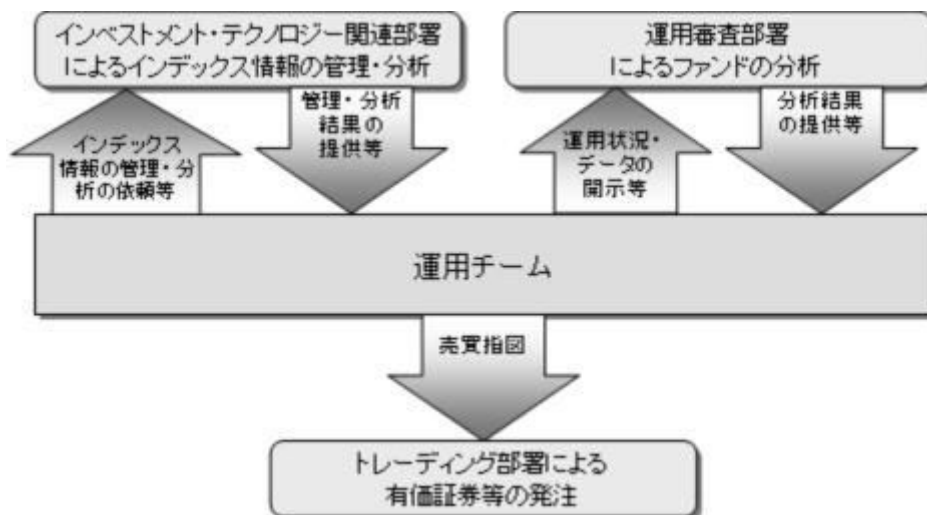 インベストメント・テクノロジー関連部署
によるインデックス情報の管理・分析
運用審査部署
によるファンドの分析
インデックス
情報の管理・分
析の依頼等
管理・分析
結果の
提供等
運用状況・
データの
開示等
分析結果
の提供等
運用チーム
売買指図
トレーディング部署による
有価証券等の発注